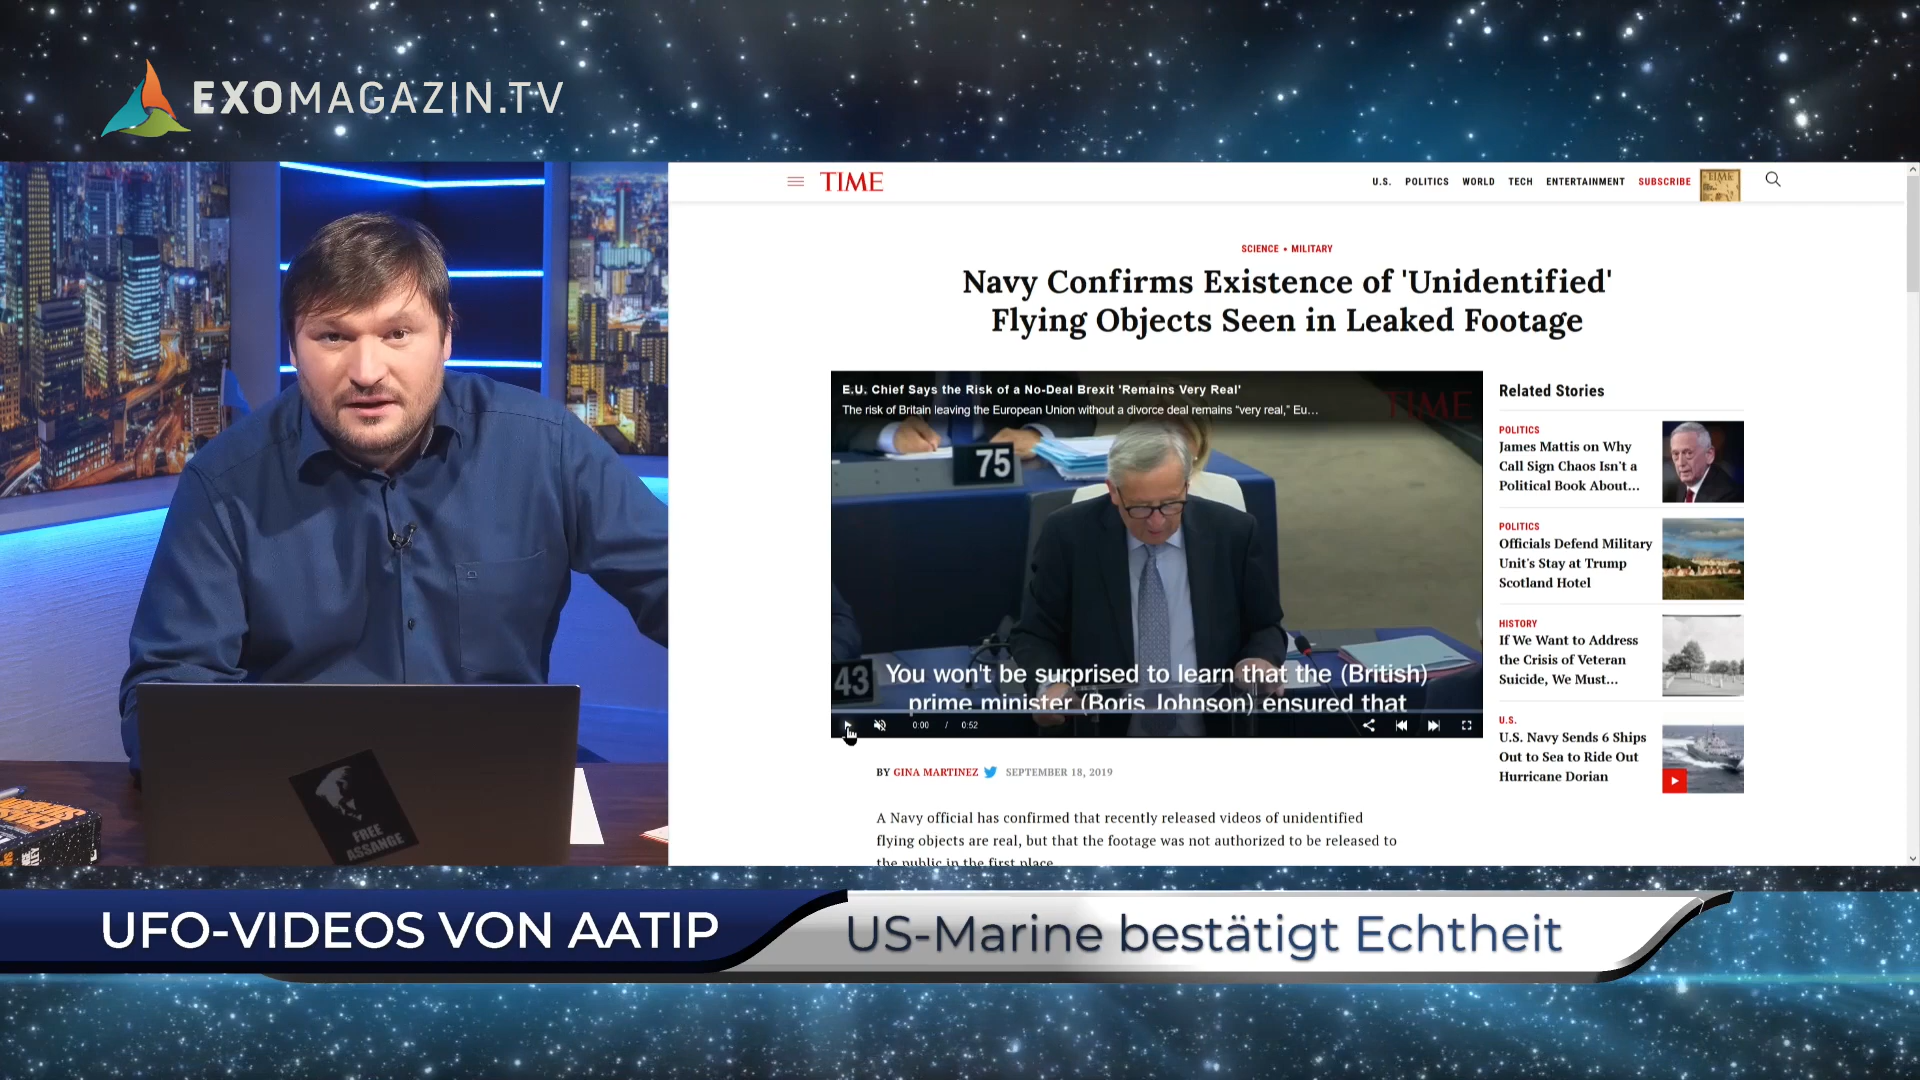 EXOMAGAZIN.TV
TIME
U.S. POLITICS WORLD TECH ENTERTAINMENT SUBSCRIBE
TIME
SCIENCE • MILITARY
Navy Confirms Existence of 'Unidentified'
Flying Objects Seen in Leaked Footage
E.U. Chief Says the Risk of a No-Deal Brexit 'Remains Very Real'
The risk of Britain leaving the European Union without a divorce deal remains "very real," Eu...
TIME
75
43
You won't be surprised to learn that the (British)
prime minister (Boris Johnson) ensured that
0:00 / 0:52
Related Stories
POLITICS
James Mattis on Why
Call Sign Chaos Isn't a
Political Book About...
POLITICS
Officials Defend Military
Unit's Stay at Trump
Scotland Hotel
HISTORY
If We Want to Address
the Crisis of Veteran
Suicide, We Must...
U.S.
U.S. Navy Sends 6 Ships
Out to Sea to Ride Out
Hurricane Dorian
BY GINA MARTINEZ SEPTEMBER 18, 2019
A Navy official has confirmed that recently released videos of unidentified
flying objects are real, but that the footage was not authorized to be released to
the public in the first place
FREE
ASSANGE
UFO-VIDEOS VON AATIP
US-Marine bestätigt Echtheit